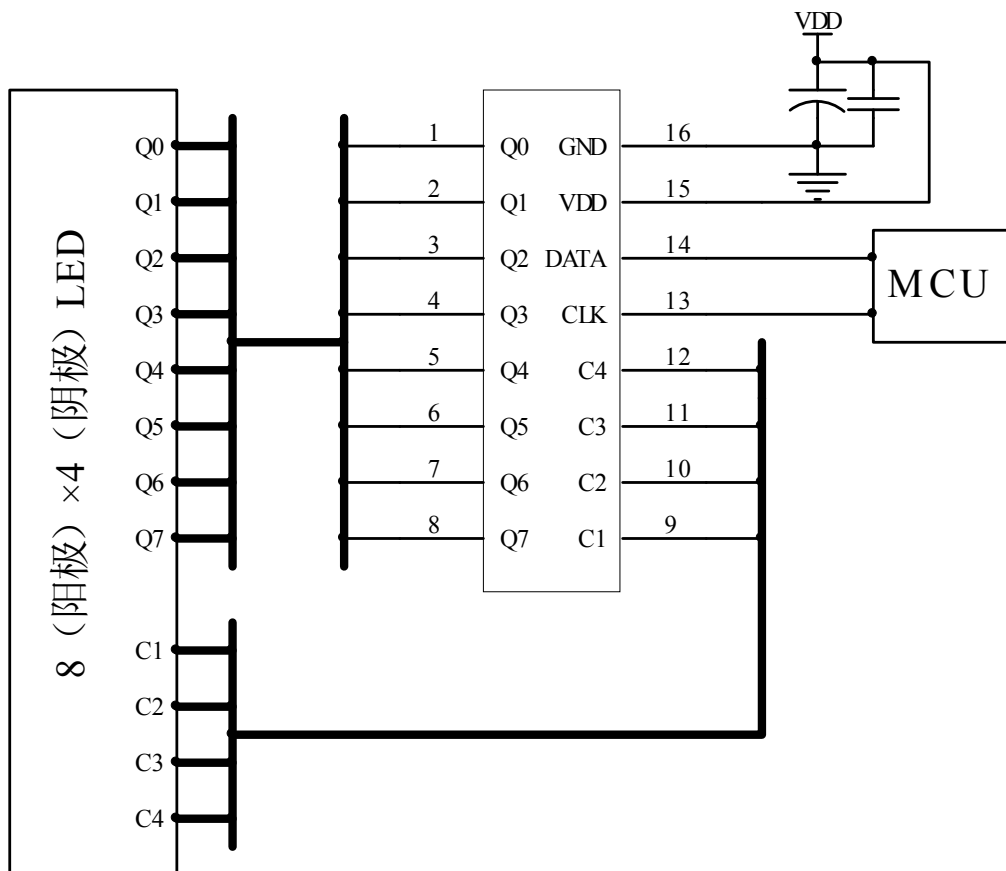 VDD
8（阳极）×4（阴极）LED
Q0
Q1
Q2
Q3
Q4
Q5
Q6
Q7
C1
C2
C3
C4
1 Q0 GND 16
2 Q1 VDD 15
3 Q2 DATA 14
4 Q3 CLK 13
5 Q4 C4 12
6 Q5 C3 11
7 Q6 C2 10
8 Q7 C1 9
MCU